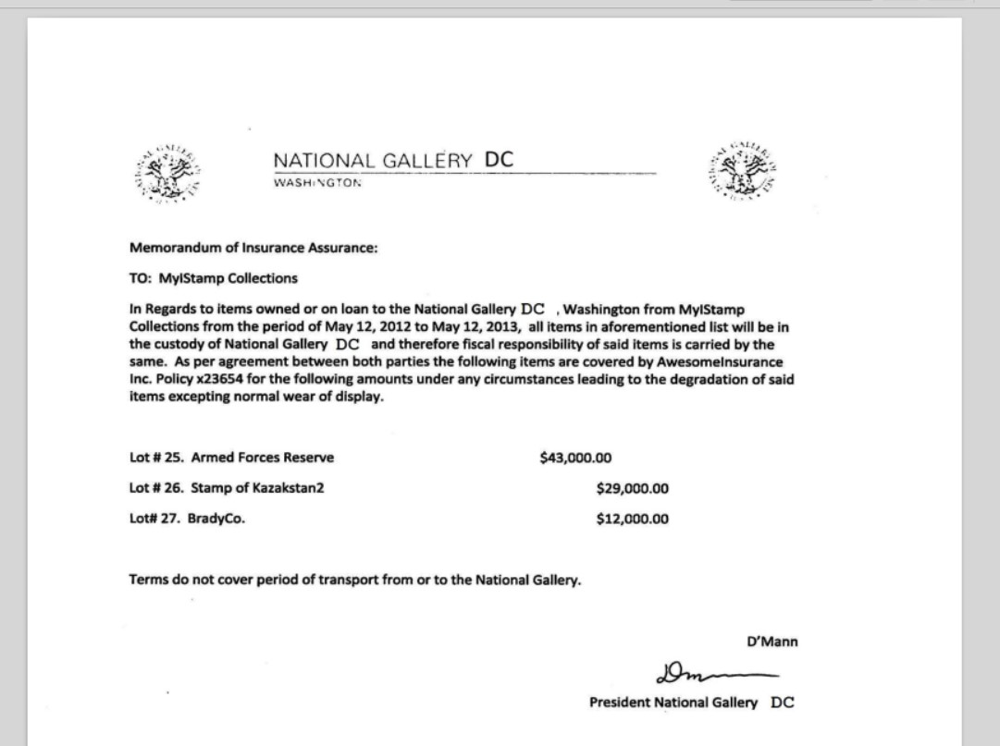 NATIONAL GALLERY DC
WASHINGTON
Memorandum of Insurance Assurance:
TO: MyIStamp Collections
In Regards to items owned or on loan to the National Gallery DC , Washington from MyIStamp
Collections from the period of May 12, 2012 to May 12, 2013, all items in aforementioned list will be in
the custody of National Gallery DC and therefore fiscal responsibility of said items is carried by the
same. As per agreement between both parties the following items are covered by AwesomeInsurance
Inc. Policy x23654 for the following amounts under any circumstances leading to the degradation of said
items excepting normal wear of display.
Lot # 25. Armed Forces Reserve $43,000.00
Lot # 26. Stamp of Kazakstan2 $29,000.00
Lot# 27. BradyCo. $12,000.00
Terms do not cover period of transport from or to the National Gallery.
D'Mann
President National Gallery DC